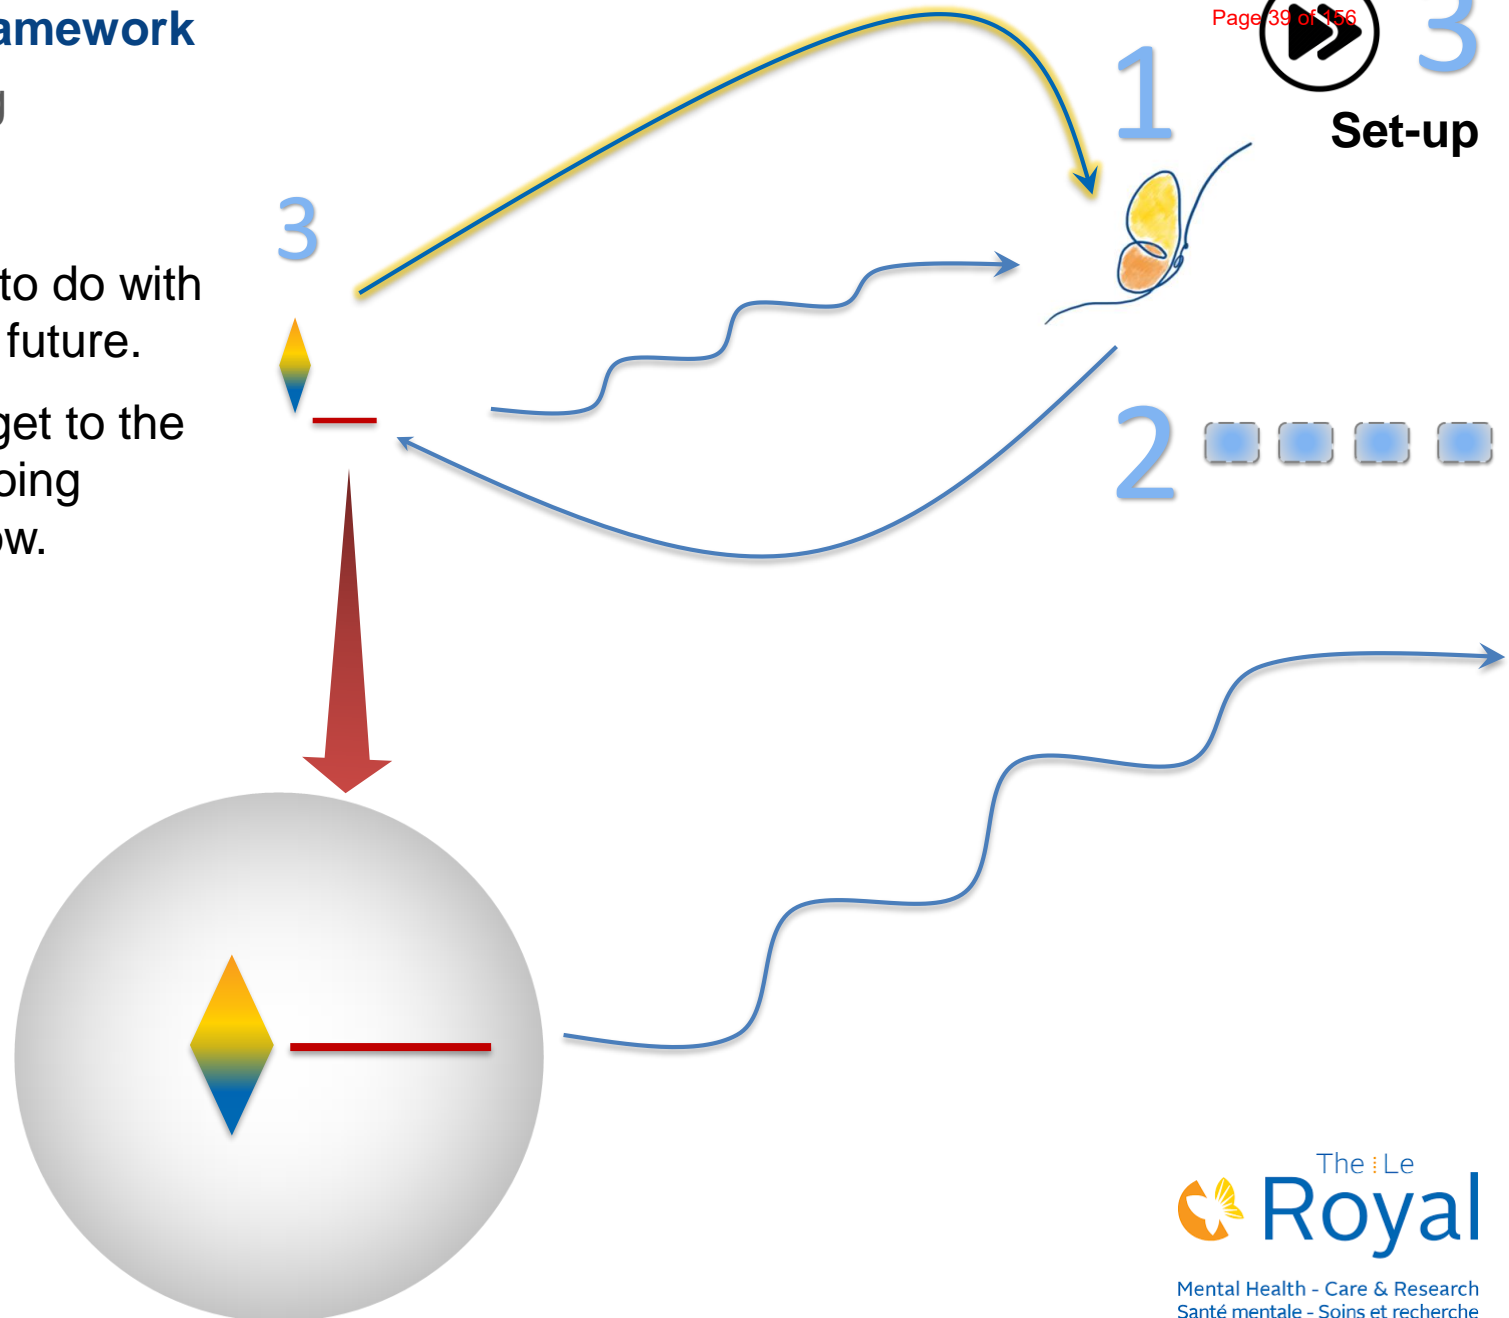 amework
g
Page 39 of 156
3
Set-up
1
3
to do with
future.
get to the
oing
ow.
2
The Le
Royal
Mental Health - Care & Research
Santé mentale - Soins et recherche